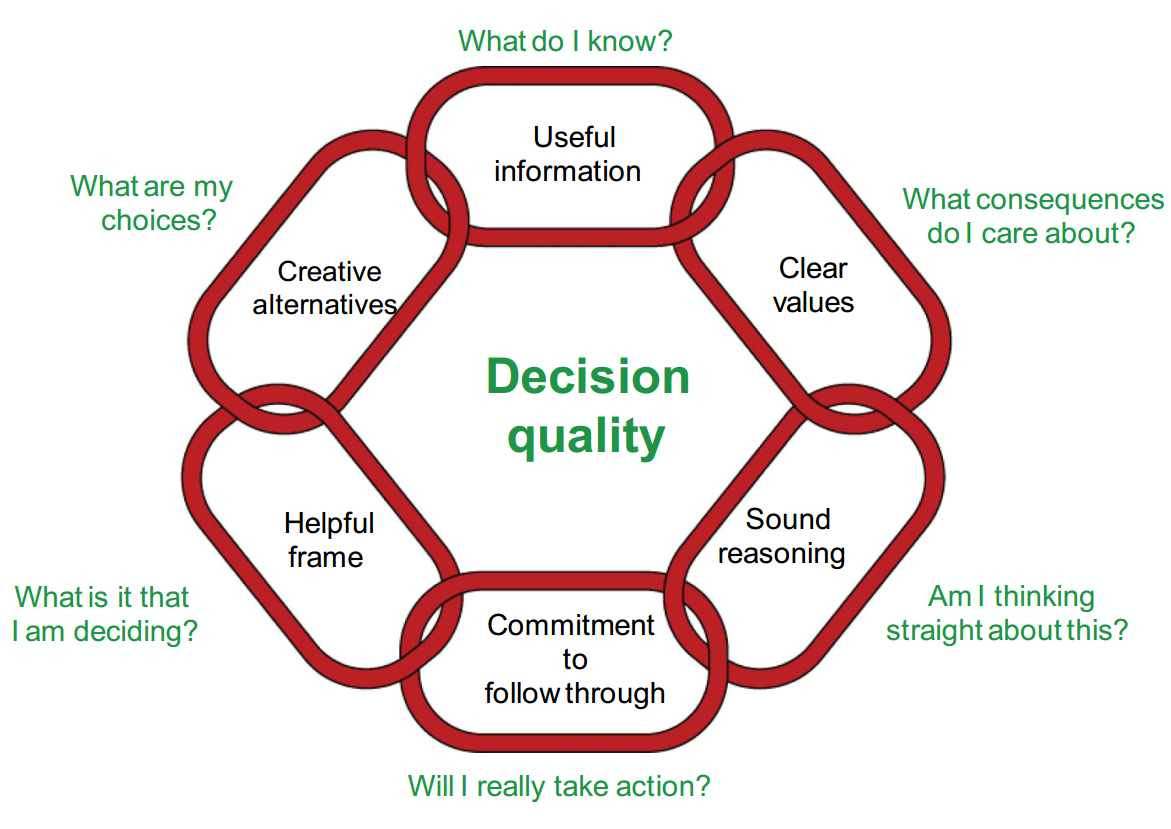 What do I know?
Useful
information
What are my
choices?
Creative
alternatives
What consequences
do I care about?
Clear
values
Decision
quality
Helpful
frame
What is it that
I am deciding?
Sound
reasoning
Am I thinking
straight about this?
Commitment
to
follow through
Will I really take action?